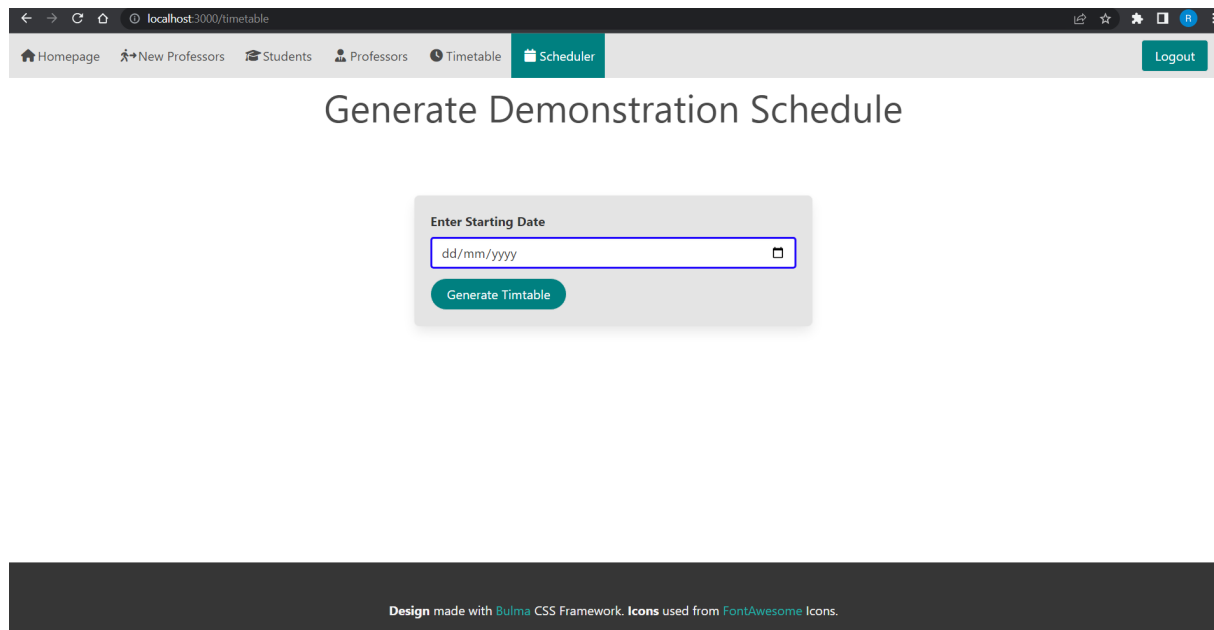 localhost:3000/timetable
R
Homepage New Professors Students Professors Timetable Scheduler Logout
Generate Demonstration Schedule
Enter Starting Date
dd/mm/yyyy
Generate Timtable
Design made with Bulma CSS Framework. Icons used from FontAwesome Icons.